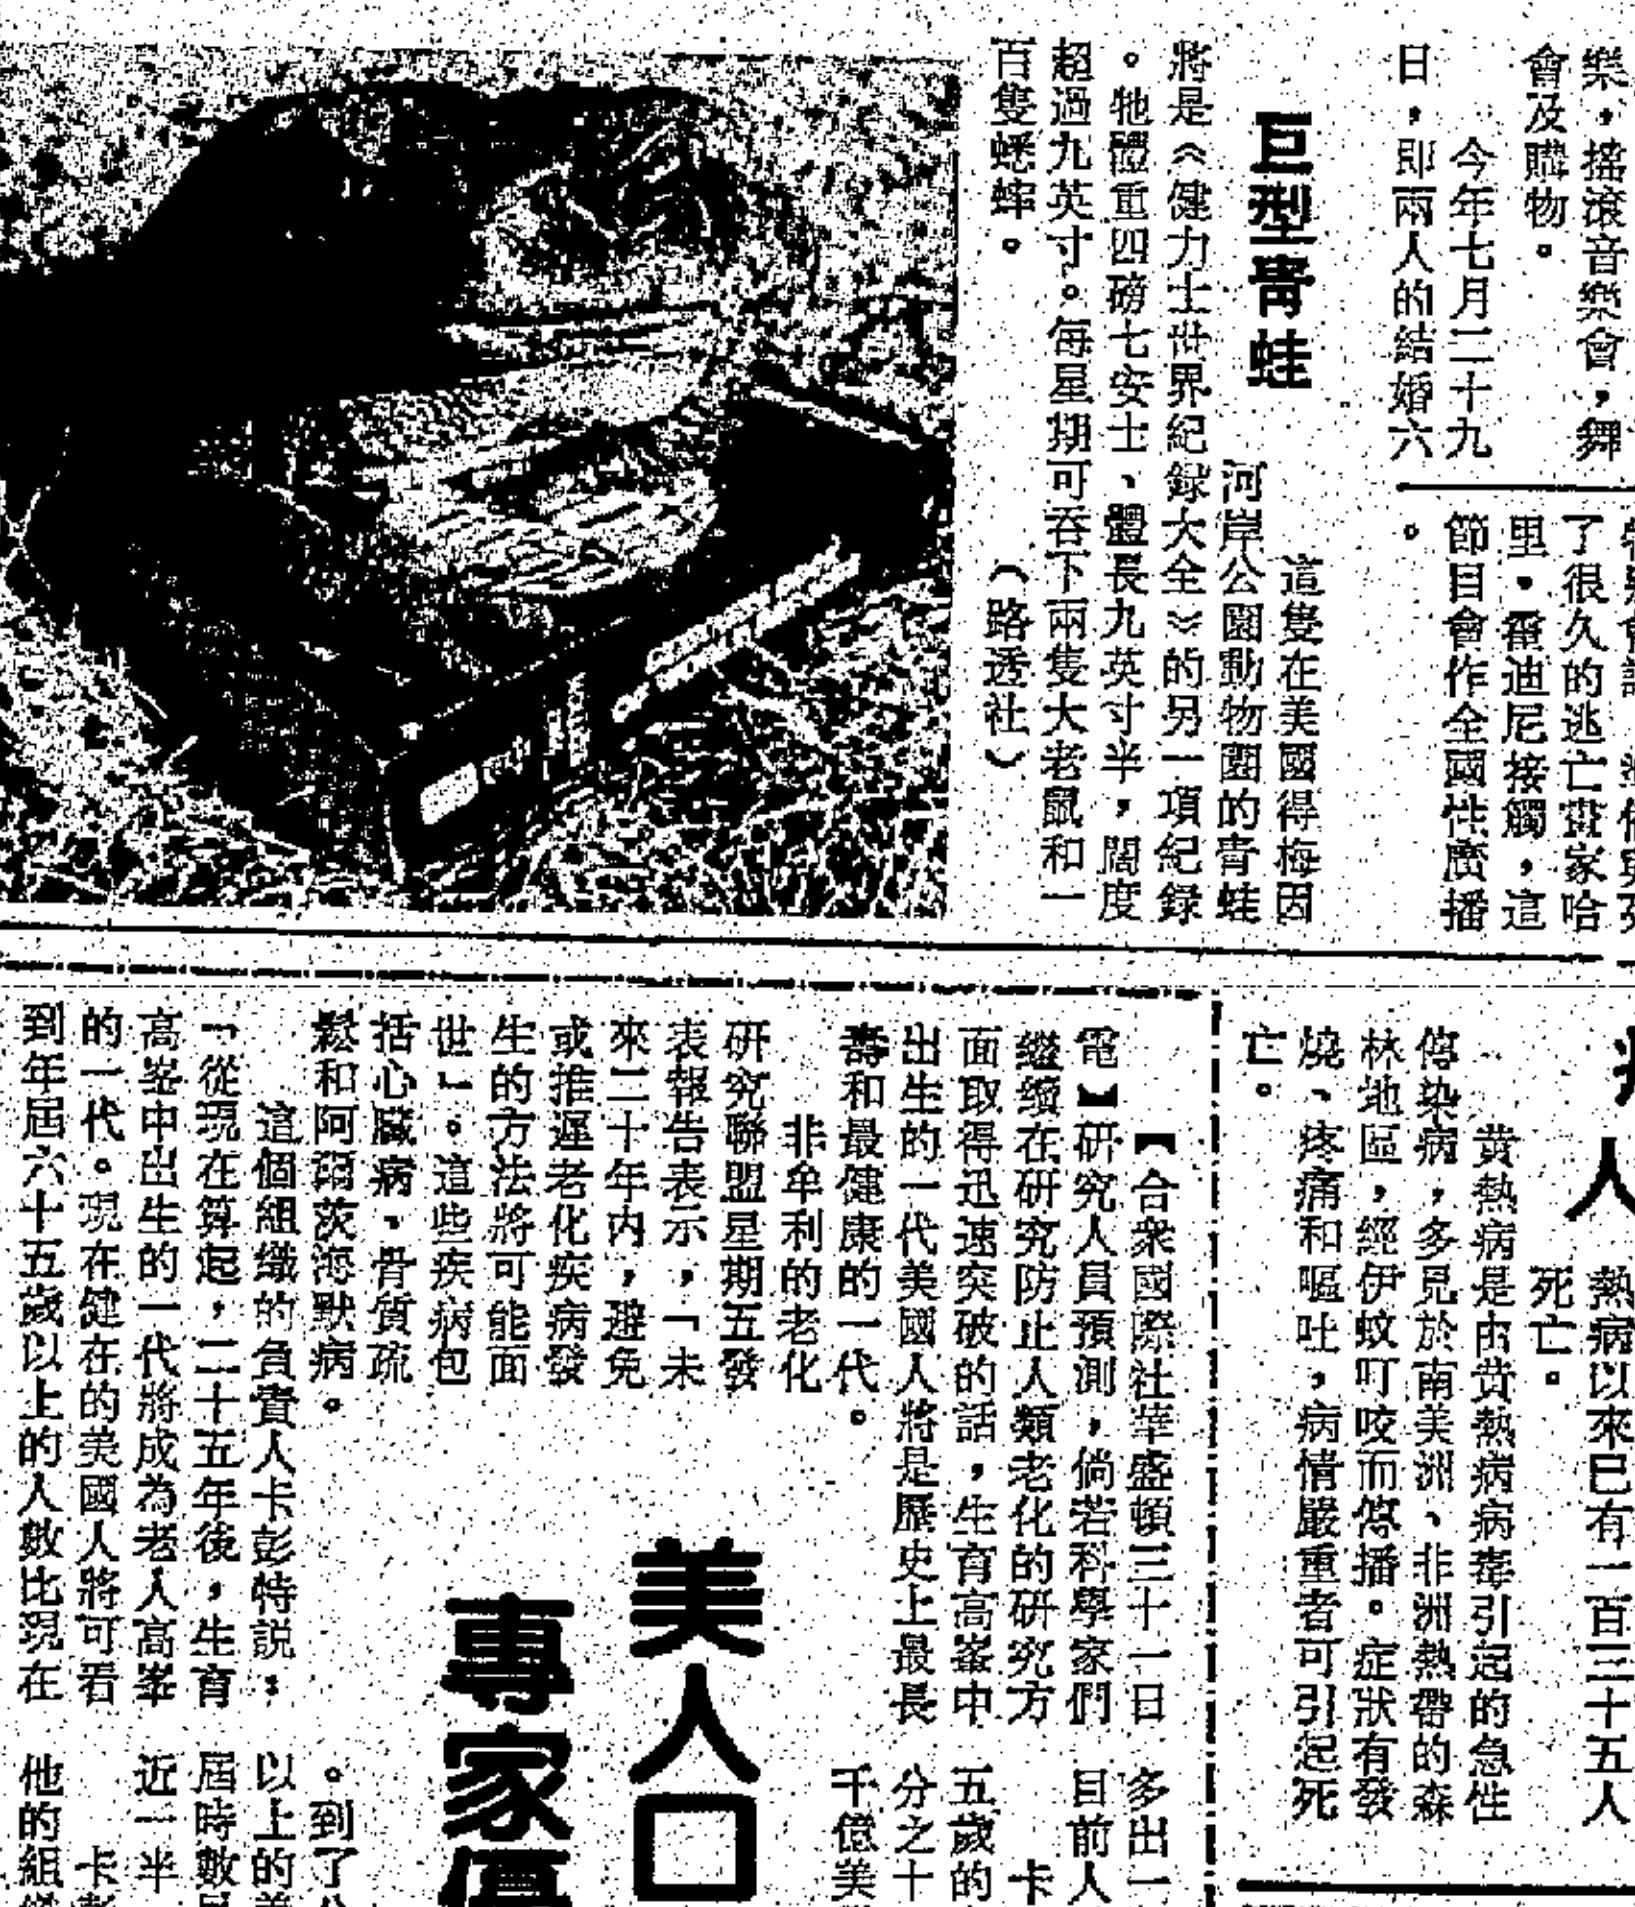 樂，搖滾音樂會，舞
會及購物。
今年七月二十九
日，即兩人的結婚六
了很久的逃亡畫家哈
里·霍迪尼接觸，這
節目會作全國性廣播
。
巨型青蛙
這隻在美國得梅因
河岸公園動物園的青蛙
將是《健力士世界紀錄大全》的另一項紀錄
。牠體重四磅七安士、體長九英寸半，闊度
超過九英寸。每星期可吞下兩隻大老鼠和一
百隻蟋蟀。
（路透社）
人
熱病以來已有一百三十五人
死亡。
黃熱病是由黃熱病病毒引起的急性
傳染病，多見於南美洲、非洲熱帶的森
林地區，經伊蚊叮咬而傳播。症狀有發
燒、疼痛和嘔吐，病情嚴重者可引起死
亡。
【合衆國際社華盛頓三十一日
電】研究人員預測，倘若科學家們
繼續在研究防止人類老化的研究方
面取得迅速突破的話，生育高峯中
出生的一代美國人將是歷史上最長
壽和最健康的一代。
非牟利的老化
研究聯盟星期五發
表報告表示，「未
來二十年内，避免
或推遲老化疾病發
生的方法將可能面
世」。這些疾病包
括心臟病、骨質疏
鬆和阿爾茨海默病。
這個組織的負責人卡彭特説：
「從現在算起，二十五年後，生育
高峯中出生的一代將成為老人高峯
的一代。現在健在的美國人將可看
到年屆六十五歲以上的人數比現在
美人口
專家
多出一
目前人
卡
五歲的
分之十
千億美
。到了
以上的
屆時數
近一半
卡彭
他的組織